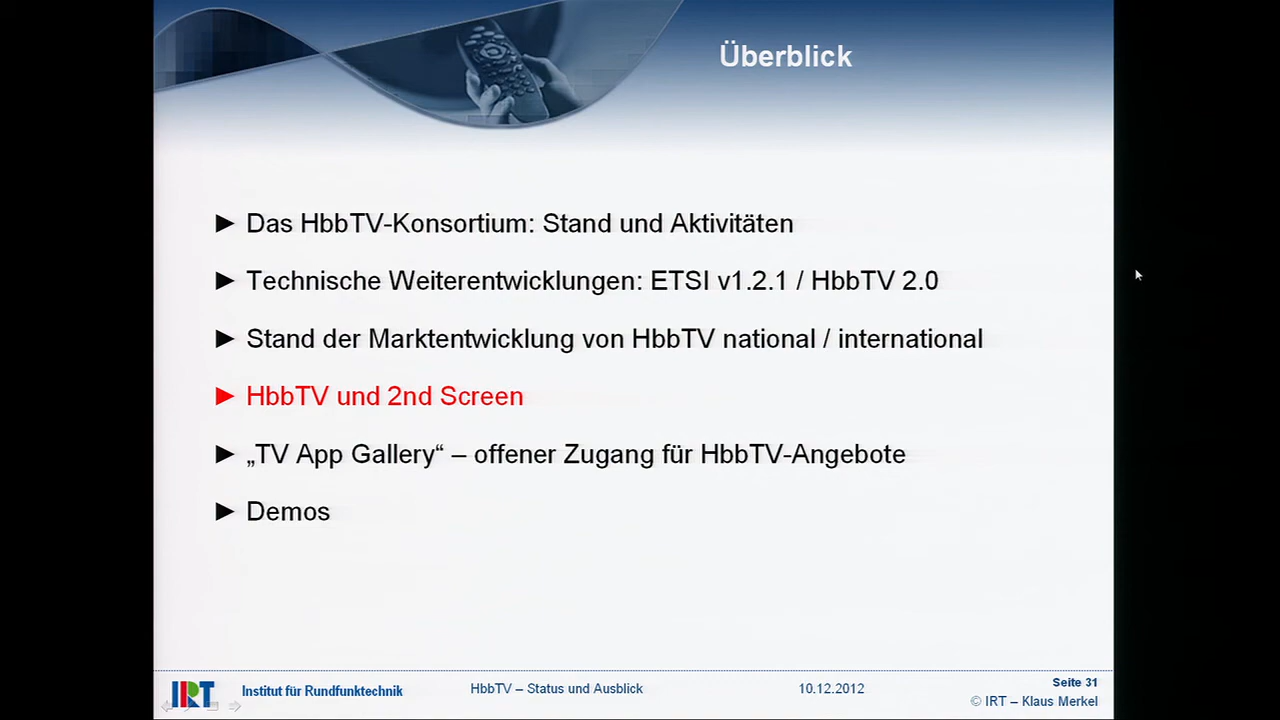 Überblick
► Das HbbTV-Konsortium: Stand und Aktivitäten
► Technische Weiterentwicklungen: ETSI v1.2.1 / HbbTV 2.0
► Stand der Marktentwicklung von HbbTV national / international
► HbbTV und 2nd Screen
► „TV App Gallery“ – offener Zugang für HbbTV-Angebote
► Demos
IRT Institut für Rundfunktechnik
HbbTV – Status und Ausblick
10.12.2012
Seite 31
© IRT – Klaus Merkel